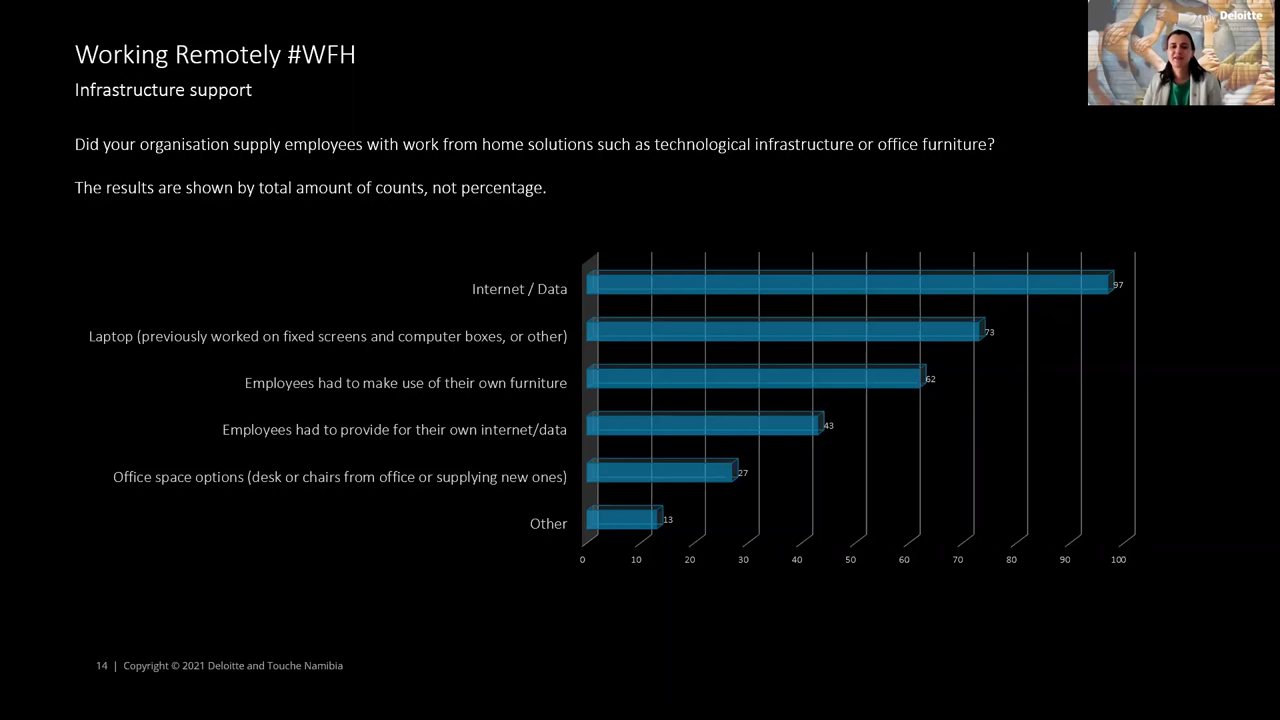 Deloitte
Working Remotely #WFH
Infrastructure support
Did your organisation supply employees with work from home solutions such as technological infrastructure or office furniture?
The results are shown by total amount of counts, not percentage.
Internet / Data
97
Laptop (previously worked on fixed screens and computer boxes, or other)
73
Employees had to make use of their own furniture
62
Employees had to provide for their own internet/data
43
Office space options (desk or chairs from office or supplying new ones)
27
Other
13
0 10 20 30 40 50 60 70 80 90 100
14 | Copyright © 2021 Deloitte and Touche Namibia